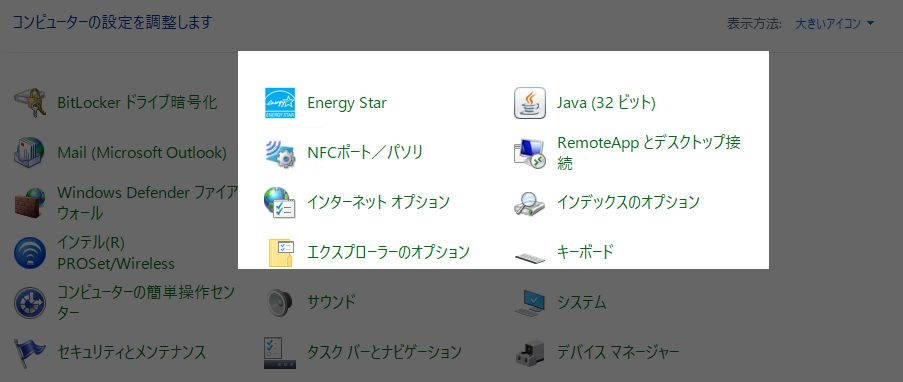 コンピューターの設定を調整します
表示方法: 大きいアイコン
BitLocker ドライブ暗号化
Energy Star
ENERGY STAR
Java (32 ビット)
Mail (Microsoft Outlook)
NFCポート／パソリ
RemoteApp とデスクトップ接
続
Windows Defender ファイア
ウォール
インターネット オプション
インデックスのオプション
インテル(R)
PROSet/Wireless
エクスプローラーのオプション
キーボード
コンピューターの簡単操作セン
ター
サウンド
システム
セキュリティとメンテナンス
タスク バーとナビゲーション
デバイス マネージャー